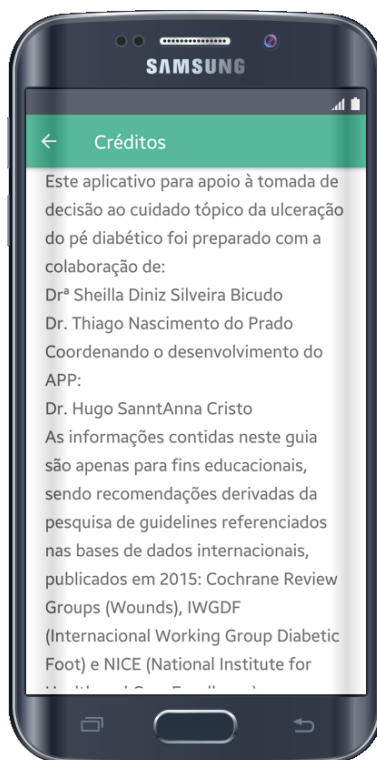 SAMSUNG
Créditos
Este aplicativo para apoio à tomada de
decisão ao cuidado tópico da ulceração
do pé diabético foi preparado com a
colaboração de:
Drª Sheilla Diniz Silveira Bicudo
Dr. Thiago Nascimento do Prado
Coordenando o desenvolvimento do
APP:
Dr. Hugo SanntAnna Cristo
As informações contidas neste guia
são apenas para fins educacionais,
sendo recomendações derivadas da
pesquisa de guidelines referenciados
nas bases de dados internacionais,
publicados em 2015: Cochrane Review
Groups (Wounds), IWGDF
(Internacional Working Group Diabetic
Foot) e NICE (National Institute for